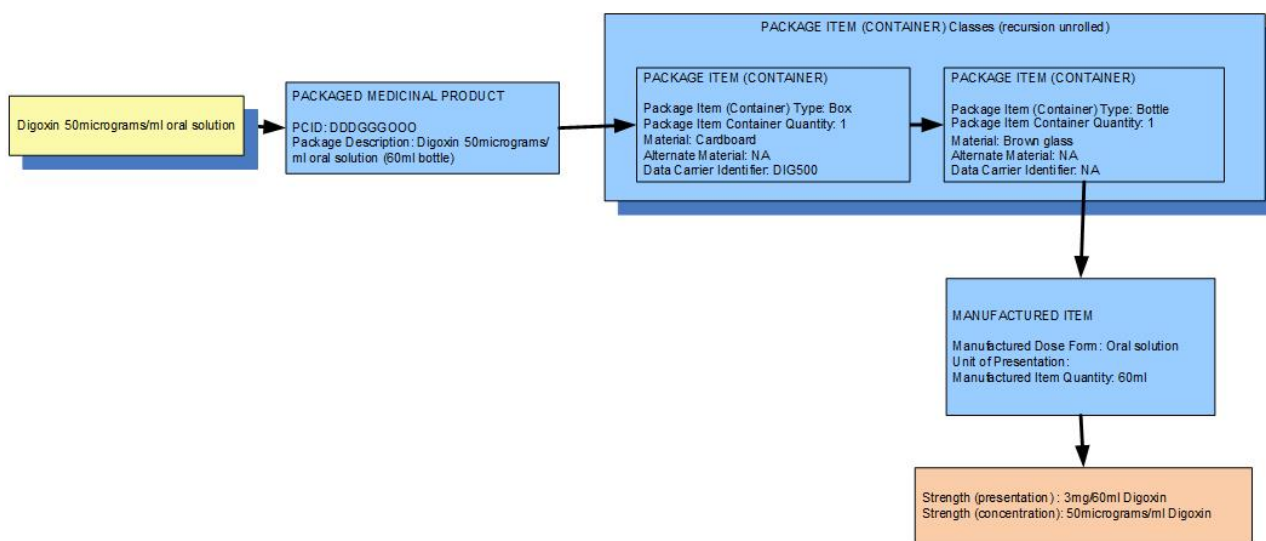 Digoxin 50micrograms/ml oral solution
PACKAGED MEDICINAL PRODUCT
PCID: DDDGGGOOO
Package Description: Digoxin 50micrograms/
ml oral solution (60ml bottle)
PACKAGE ITEM (CONTAINER) Classes (recursion unrolled)
PACKAGE ITEM (CONTAINER)
Package Item (Container) Type: Box
Package Item Container Quantity: 1
Material: Cardboard
Alternate Material: NA
Data Carrier Identifier: DIG500
PACKAGE ITEM (CONTAINER)
Package Item (Container) Type: Bottle
Package Item Container Quantity: 1
Material: Brown glass
Alternate Material: NA
Data Carrier Identifier: NA
MANUFACTURED ITEM
Manufactured Dose Form : Oral solution
Unit of Presentation:
Manufactured Item Quantity: 60ml
Strength (presentation) : 3mg/60ml Digoxin
Strength (concentration): 50micrograms/ml Digoxin